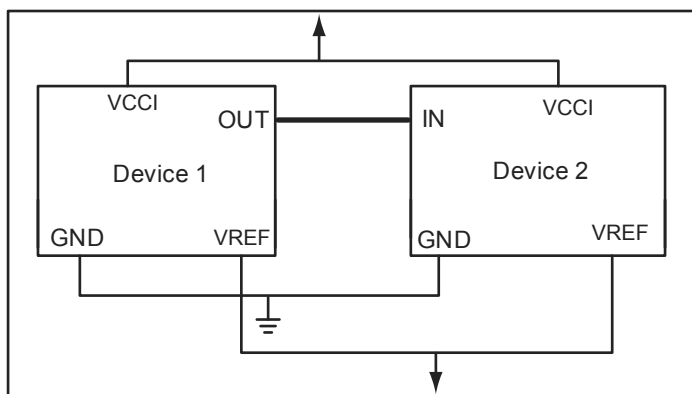 VCCI
VCCI
OUT
IN
Device 1
Device 2
GND
VREF
GND
VREF